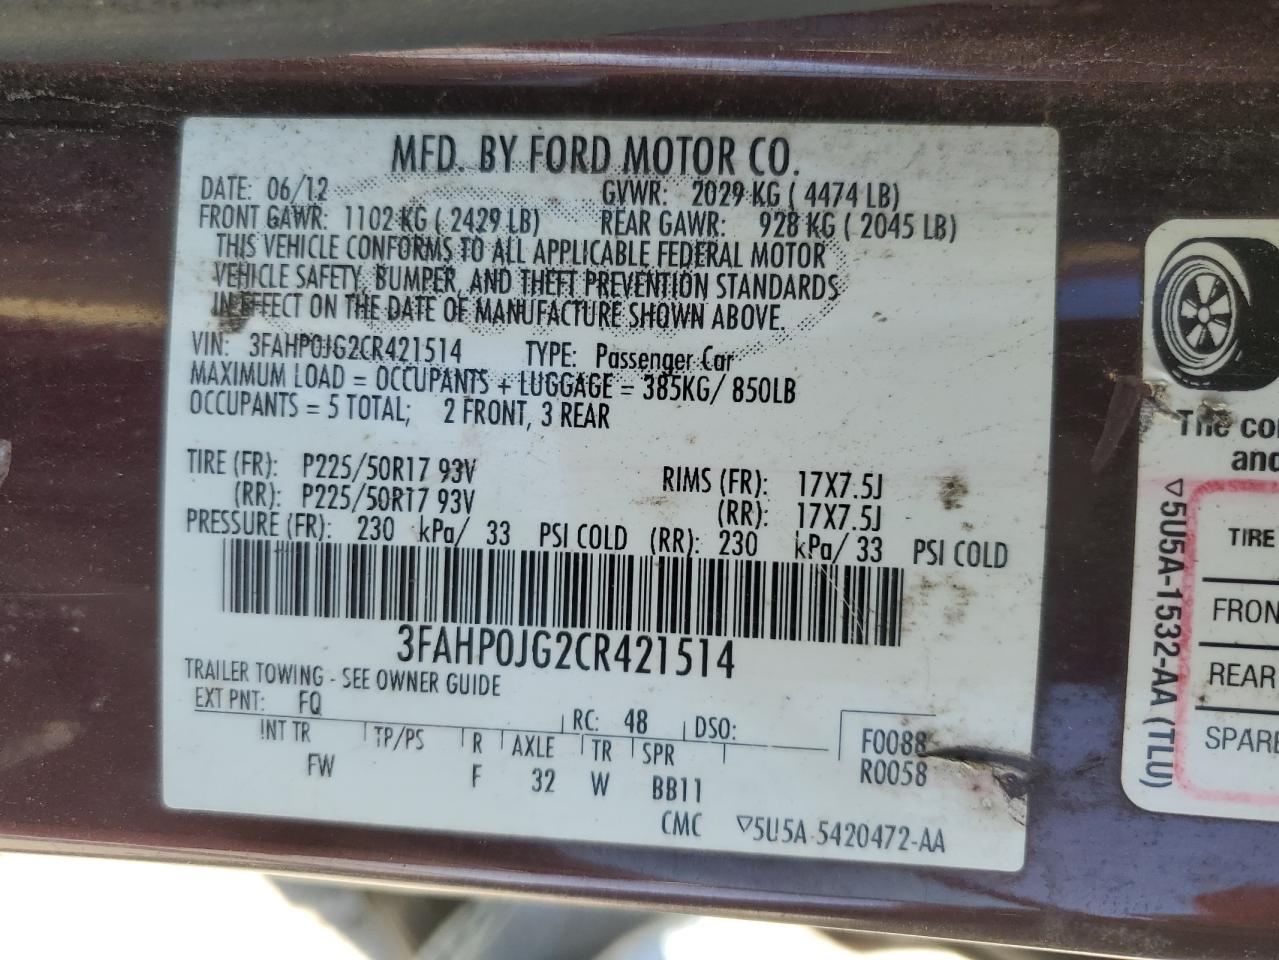 MFD. BY FORD MOTOR CO.
DATE: 06/12 GVWR: 2029 KG ( 4474 LB)
FRONT GAWR: 1102 KG ( 2429 LB) REAR GAWR: 928 KG ( 2045 LB)
THIS VEHICLE CONFORMS TO ALL APPLICABLE FEDERAL MOTOR
VEHICLE SAFETY, BUMPER, AND THEFT PREVENTION STANDARDS
IN EFFECT ON THE DATE OF MANUFACTURE SHOWN ABOVE.
VIN: 3FAHP0JG2CR421514 TYPE: Passenger Car
MAXIMUM LOAD = OCCUPANTS + LUGGAGE = 385KG/ 850LB
OCCUPANTS = 5 TOTAL; 2 FRONT, 3 REAR
TIRE (FR): P225/50R17 93V RIMS (FR): 17X7.5J
(RR): P225/50R17 93V (RR): 17X7.5J
PRESSURE (FR): 230 kPa/ 33 PSI COLD (RR): 230 kPa/ 33 PSI COLD
3FAHP0JG2CR421514
TRAILER TOWING - SEE OWNER GUIDE
EXT PNT: FQ RC: 48 DSO:
INT TR TP/PS R AXLE TR SPR F0088
FW F 32 W BB11 R0058
CMC ▽5U5A-5420472-AA
The
and
TIRE
FRON
REAR
SPARE
▽5U5A-1532-AA (TLU)